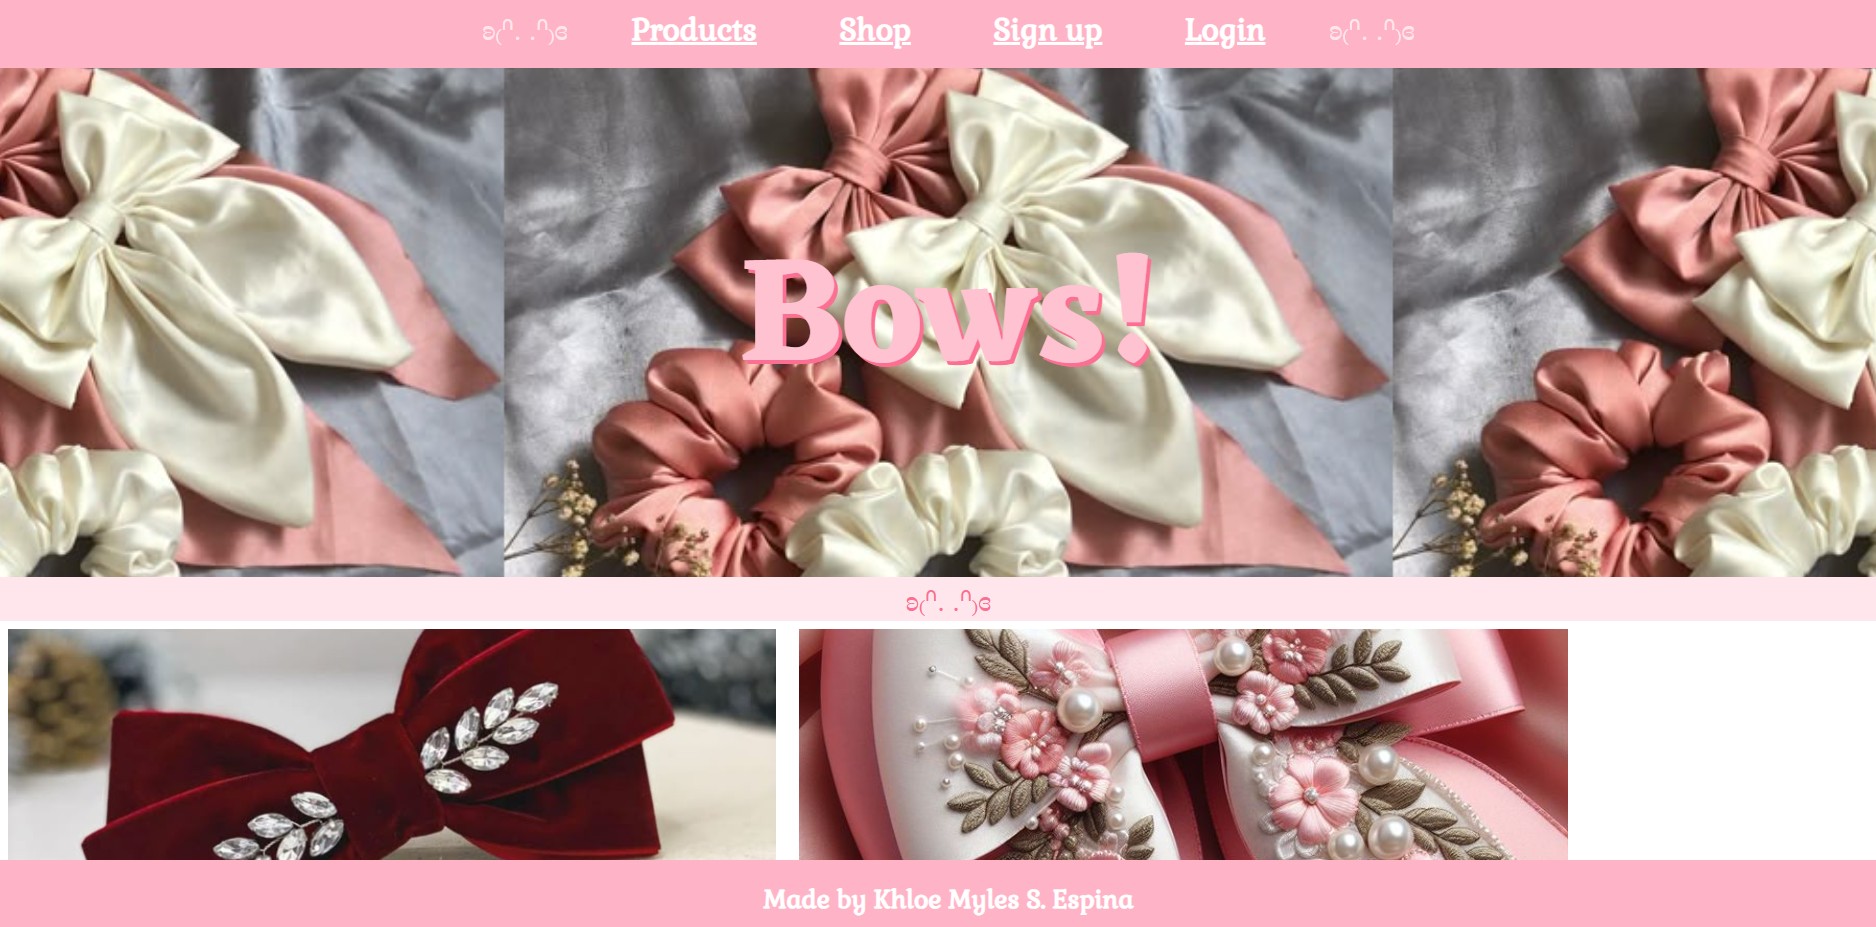 ʚ₍ᐢ. .ᐢ₎ɞ Products Shop Sign up Login ʚ₍ᐢ. .ᐢ₎ɞ
Bows!
ʚ₍ᐢ. .ᐢ₎ɞ
Made by Khloe Myles S. Espina